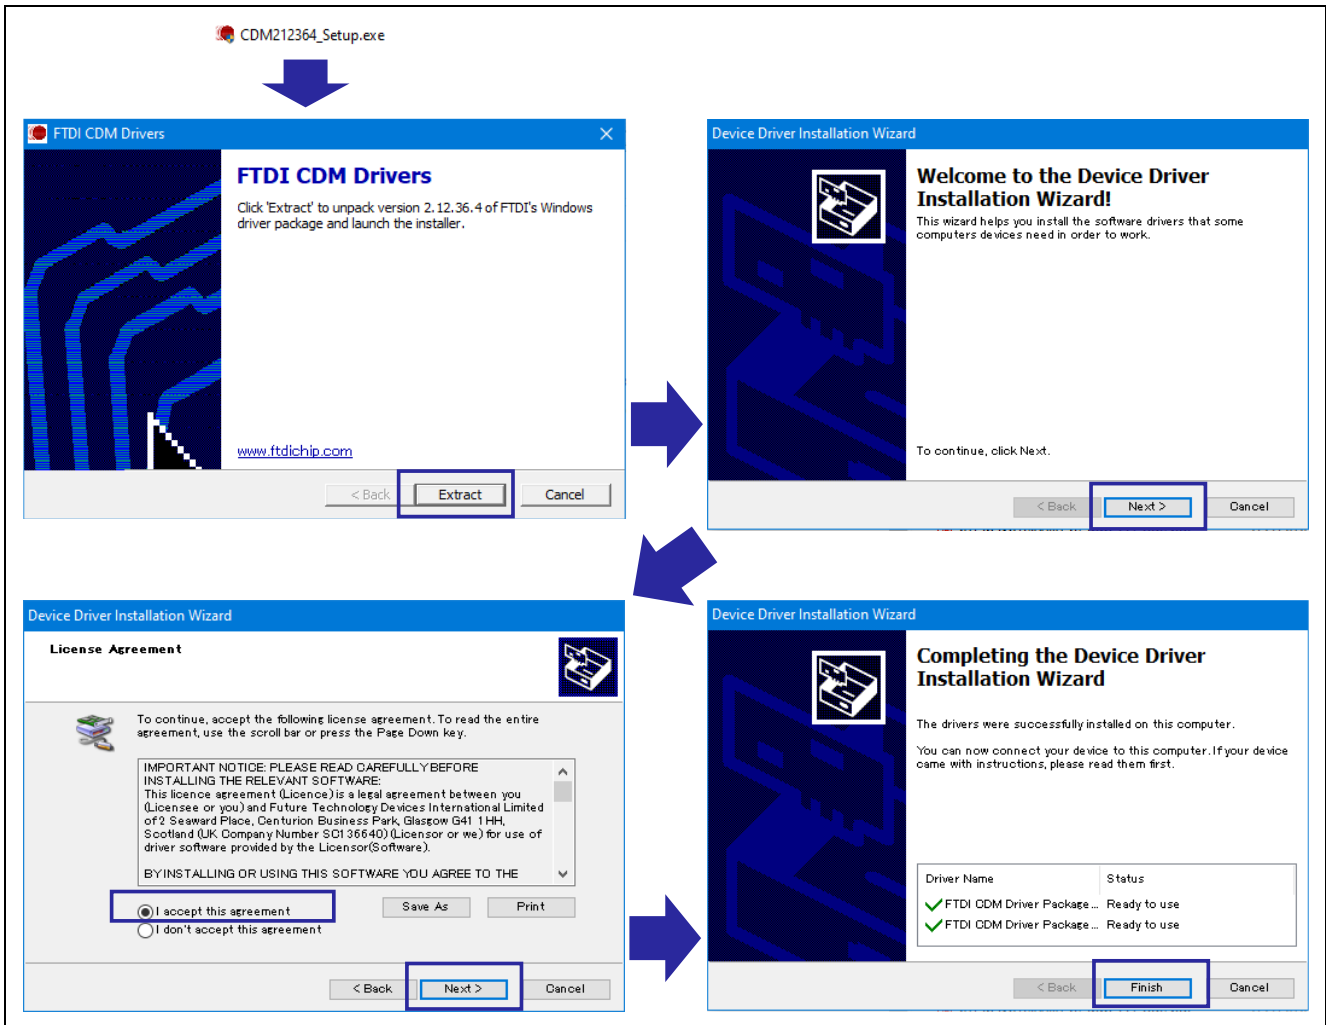 CDM212364_Setup.exe
FTDI CDM Drivers
FTDI CDM Drivers
Click 'Extract' to unpack version 2.12.36.4 of FTDI's Windows
driver package and launch the installer.
www.ftdichip.com
< Back
Extract
Cancel
Device Driver Installation Wizard
Welcome to the Device Driver
Installation Wizard!
This wizard helps you install the software drivers that some
computers devices need in order to work.
To continue, click Next.
< Back
Next >
Cancel
Device Driver Installation Wizard
License Agreement
To continue, accept the following license agreement. To read the entire
agreement, use the scroll bar or press the Page Down key.
IMPORTANT NOTICE: PLEASE READ CAREFULLY BEFORE
INSTALLING THE RELEVANT SOFTWARE:
This licence agreement (Licence) is a legal agreement between you
(Licensee or you) and Future Technology Devices International Limited
of 2 Seaward Place, Centurion Business Park, Glasgow G41 1HH,
Scotland (UK Company Number SC136640) (Licensor or we) for use of
driver software provided by the Licensor(Software).
BY INSTALLING OR USING THIS SOFTWARE YOU AGREE TO THE
I accept this agreement
Save As
Print
I don't accept this agreement
< Back
Next >
Cancel
Device Driver Installation Wizard
Completing the Device Driver
Installation Wizard
The drivers were successfully installed on this computer.
You can now connect your device to this computer. If your device
came with instructions, please read them first.
Driver Name
Status
FTDI CDM Driver Package ... Ready to use
FTDI CDM Driver Package ... Ready to use
< Back
Finish
Cancel